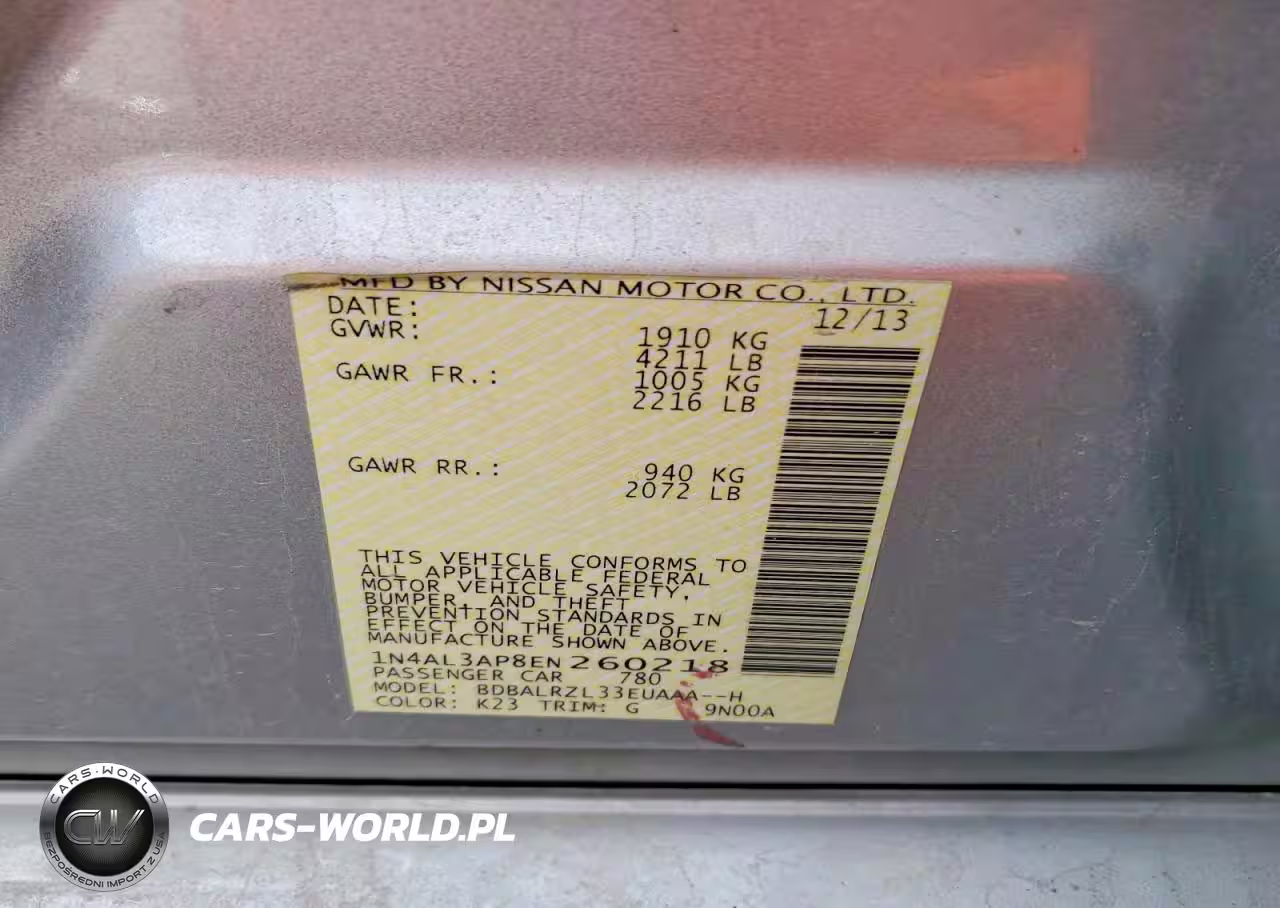 MFD BY NISSAN MOTOR CO., LTD.
DATE: 12/13
GVWR: 1910 KG
4211 LB
GAWR FR.: 1005 KG
2216 LB
GAWR RR.: 940 KG
2072 LB
THIS VEHICLE CONFORMS TO
ALL APPLICABLE FEDERAL
MOTOR VEHICLE SAFETY,
BUMPER, AND THEFT
PREVENTION STANDARDS IN
EFFECT ON THE DATE OF
MANUFACTURE SHOWN ABOVE.
1N4AL3AP8EN260218
PASSENGER CAR 780
MODEL: BDBALRZL33EUAAA--H
COLOR: K23 TRIM: G 9N00A
CARS-WORLD
CW
BEZPOŚREDNI IMPORT Z USA
CARS-WORLD.PL